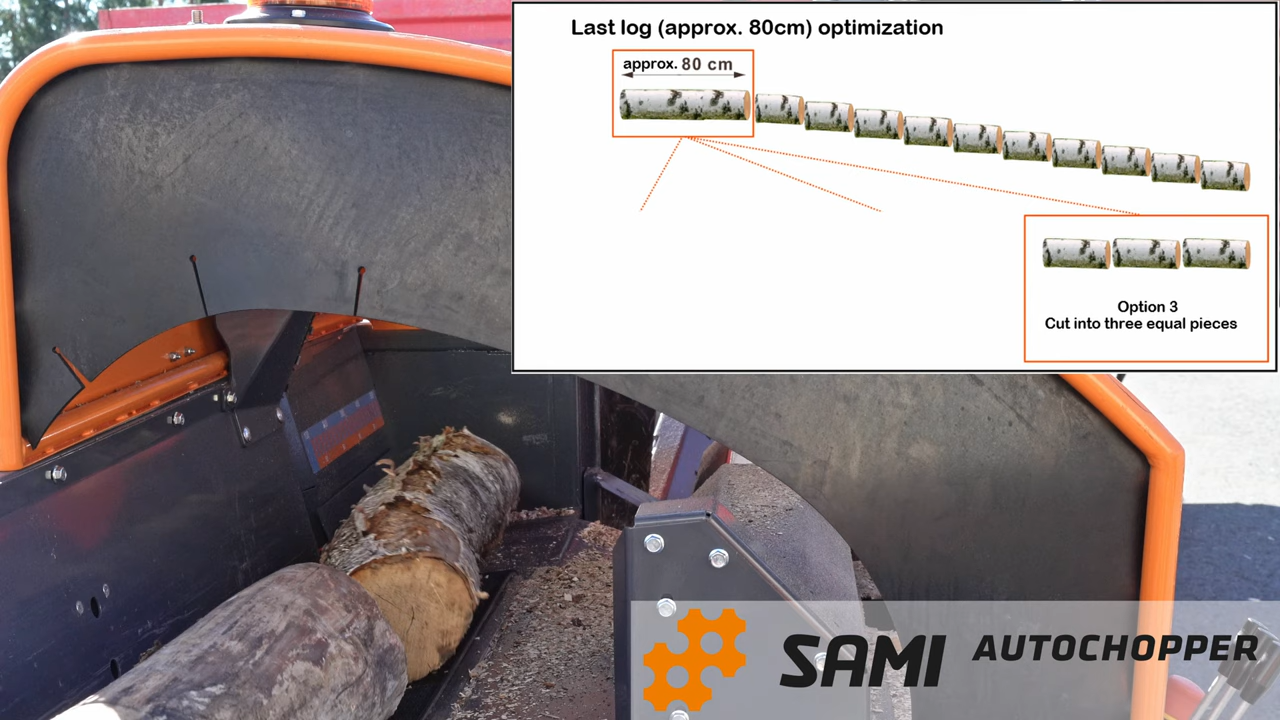 Last log (approx. 80cm) optimization
approx. 80 cm
Option 3
Cut into three equal pieces
SAMI AUTOCHOPPER